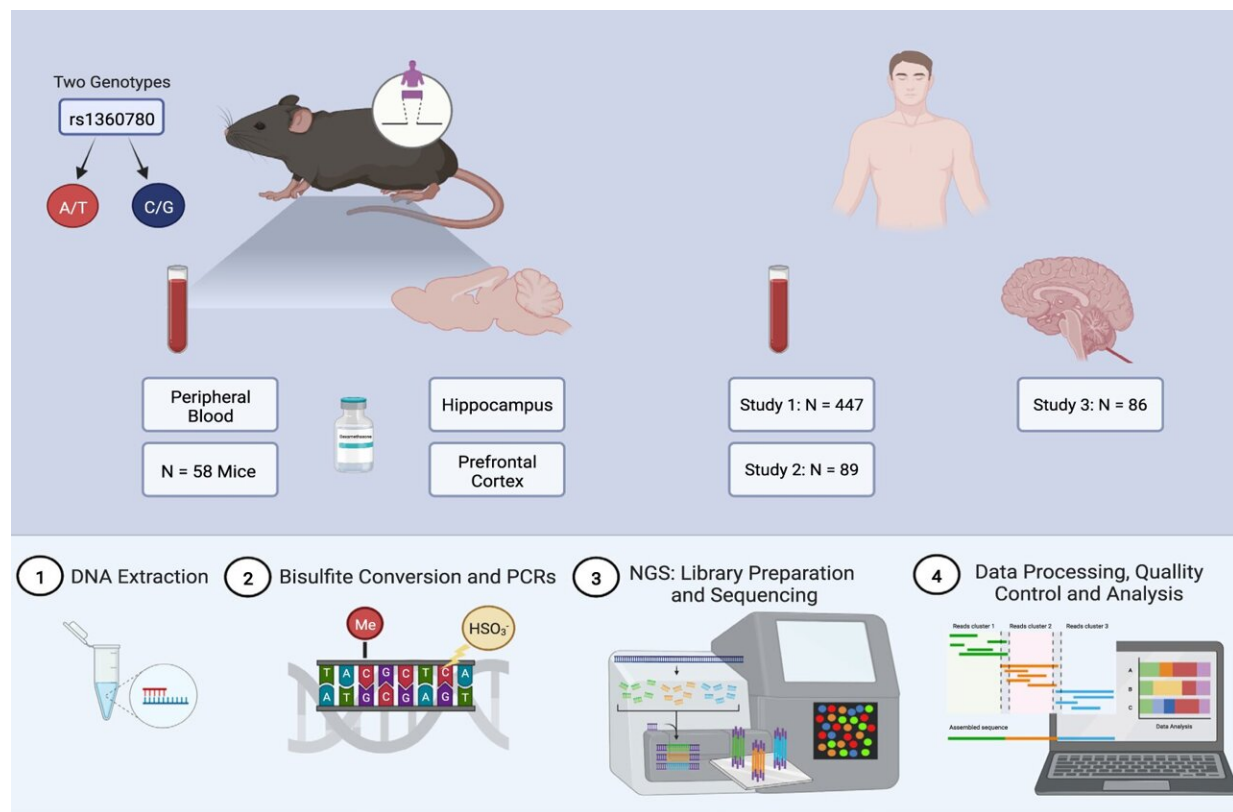 Two Genotypes
rs1360780
A/T
C/G
Peripheral
Blood
N = 58 Mice
Dexamethasone
Hippocampus
Prefrontal
Cortex
Study 1: N = 447
Study 2: N = 89
Study 3: N = 86
1
DNA Extraction
2
Bisulfite Conversion and PCRs
Me
HSO₃⁻
T A C G C T C A
A T G C G A G T
3
NGS: Library Preparation
and Sequencing
4
Data Processing, Quallity
Control and Analysis
Reads cluster 1
Reads cluster 2
Reads cluster 3
A
B
C
Data Analysis
Assembled sequence